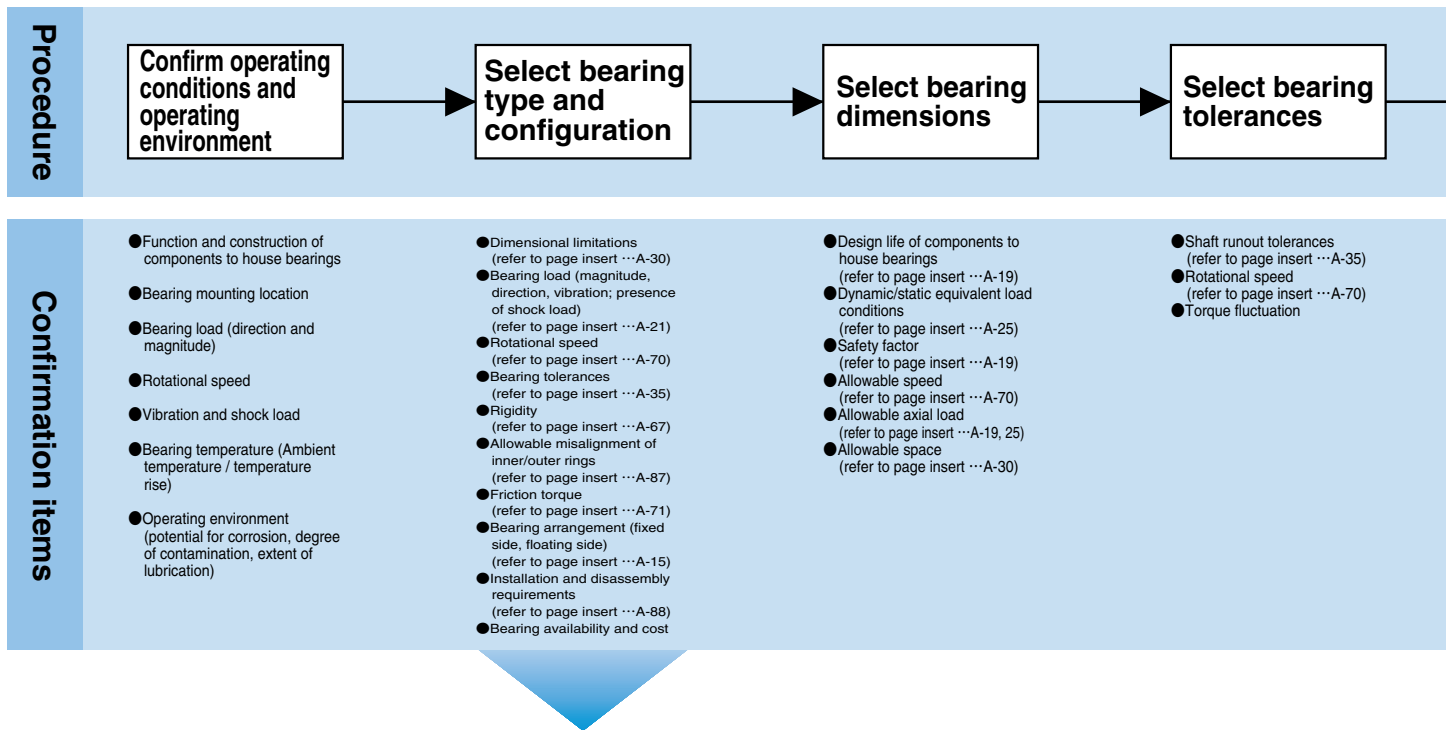 Procedure
Confirm operating
conditions and
operating
environment
Select bearing
type and
configuration
Select bearing
dimensions
Select bearing
tolerances
Confirmation items
●Function and construction of
components to house bearings
●Bearing mounting location
●Bearing load (direction and
magnitude)
●Rotational speed
●Vibration and shock load
●Bearing temperature (Ambient
temperature / temperature
rise)
●Operating environment
(potential for corrosion, degree
of contamination, extent of
lubrication)
●Dimensional limitations
(refer to page insert ⋯A-30)
●Bearing load (magnitude,
direction, vibration; presence
of shock load)
(refer to page insert ⋯A-21)
●Rotational speed
(refer to page insert ⋯A-70)
●Bearing tolerances
(refer to page insert ⋯A-35)
●Rigidity
(refer to page insert ⋯A-67)
●Allowable misalignment of
inner/outer rings
(refer to page insert ⋯A-87)
●Friction torque
(refer to page insert ⋯A-71)
●Bearing arrangement (fixed
side, floating side)
(refer to page insert ⋯A-15)
●Installation and disassembly
requirements
(refer to page insert ⋯A-88)
●Bearing availability and cost
●Design life of components to
house bearings
(refer to page insert ⋯A-19)
●Dynamic/static equivalent load
conditions
(refer to page insert ⋯A-25)
●Safety factor
(refer to page insert ⋯A-19)
●Allowable speed
(refer to page insert ⋯A-70)
●Allowable axial load
(refer to page insert ⋯A-19, 25)
●Allowable space
(refer to page insert ⋯A-30)
●Shaft runout tolerances
(refer to page insert ⋯A-35)
●Rotational speed
(refer to page insert ⋯A-70)
●Torque fluctuation